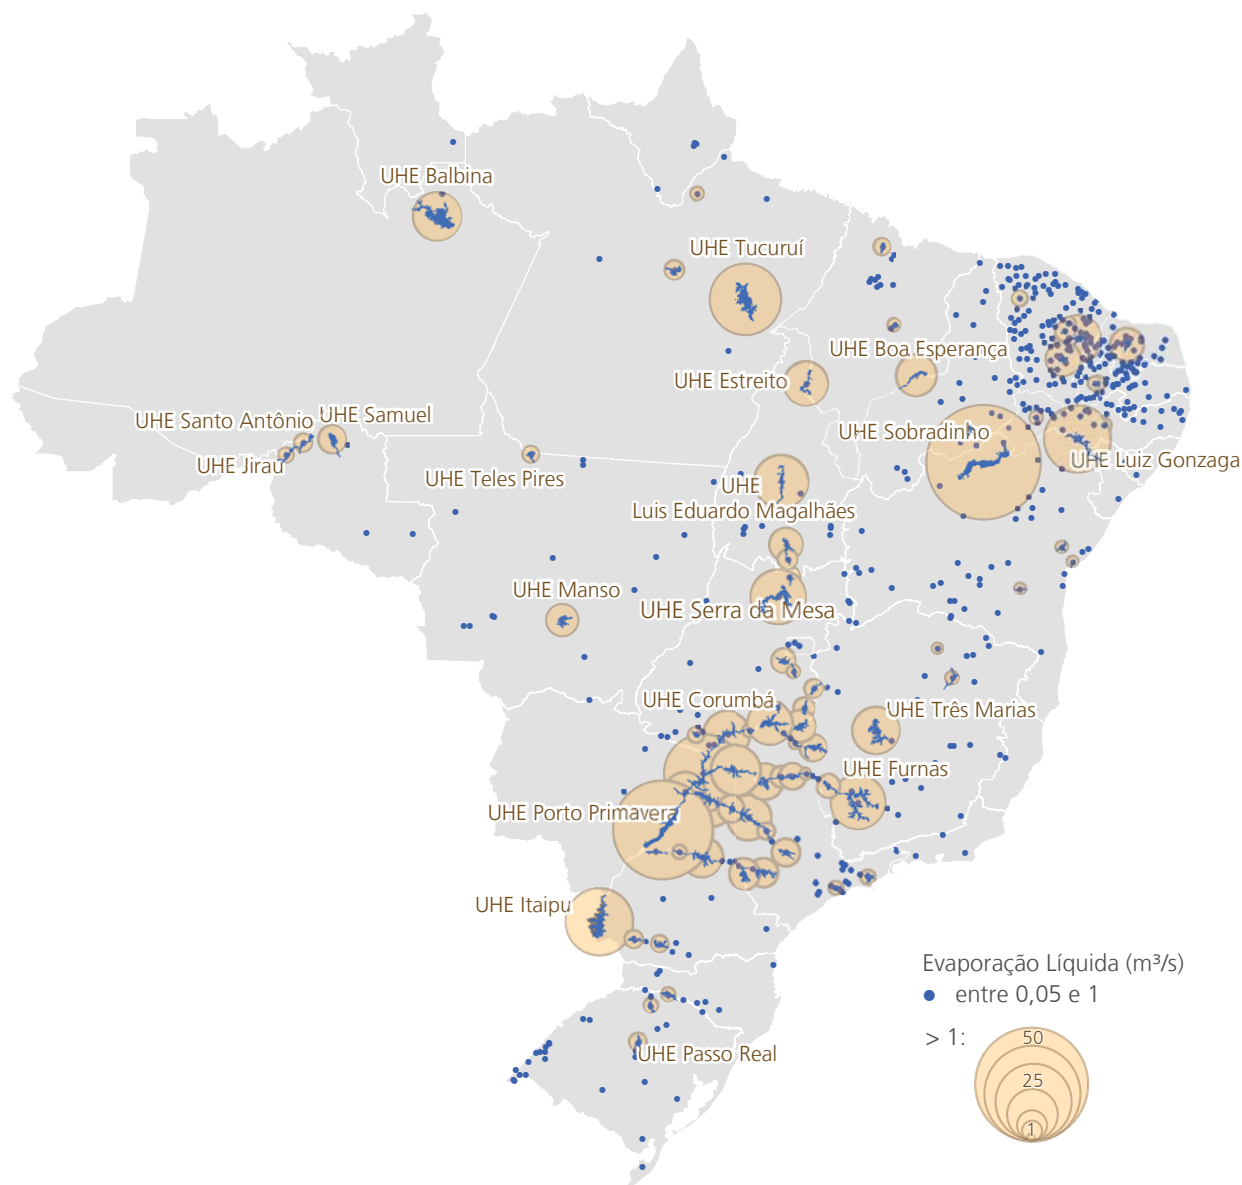 UHE Balbina
UHE Tucuruí
UHE Boa Esperança
UHE Estreito
UHE Santo Antônio
UHE Samuel
UHE Sobradinho
UHE Jirau
UHE Luiz Gonzaga
UHE Teles Pires
UHE
Luis Eduardo Magalhães
UHE Manso
UHE Serra da Mesa
UHE Corumbá
UHE Três Marias
UHE Furnas
UHE Porto Primavera
UHE Itaipu
Evaporação Líquida (m³/s)
entre 0,05 e 1
> 1:
50
25
1
UHE Passo Real